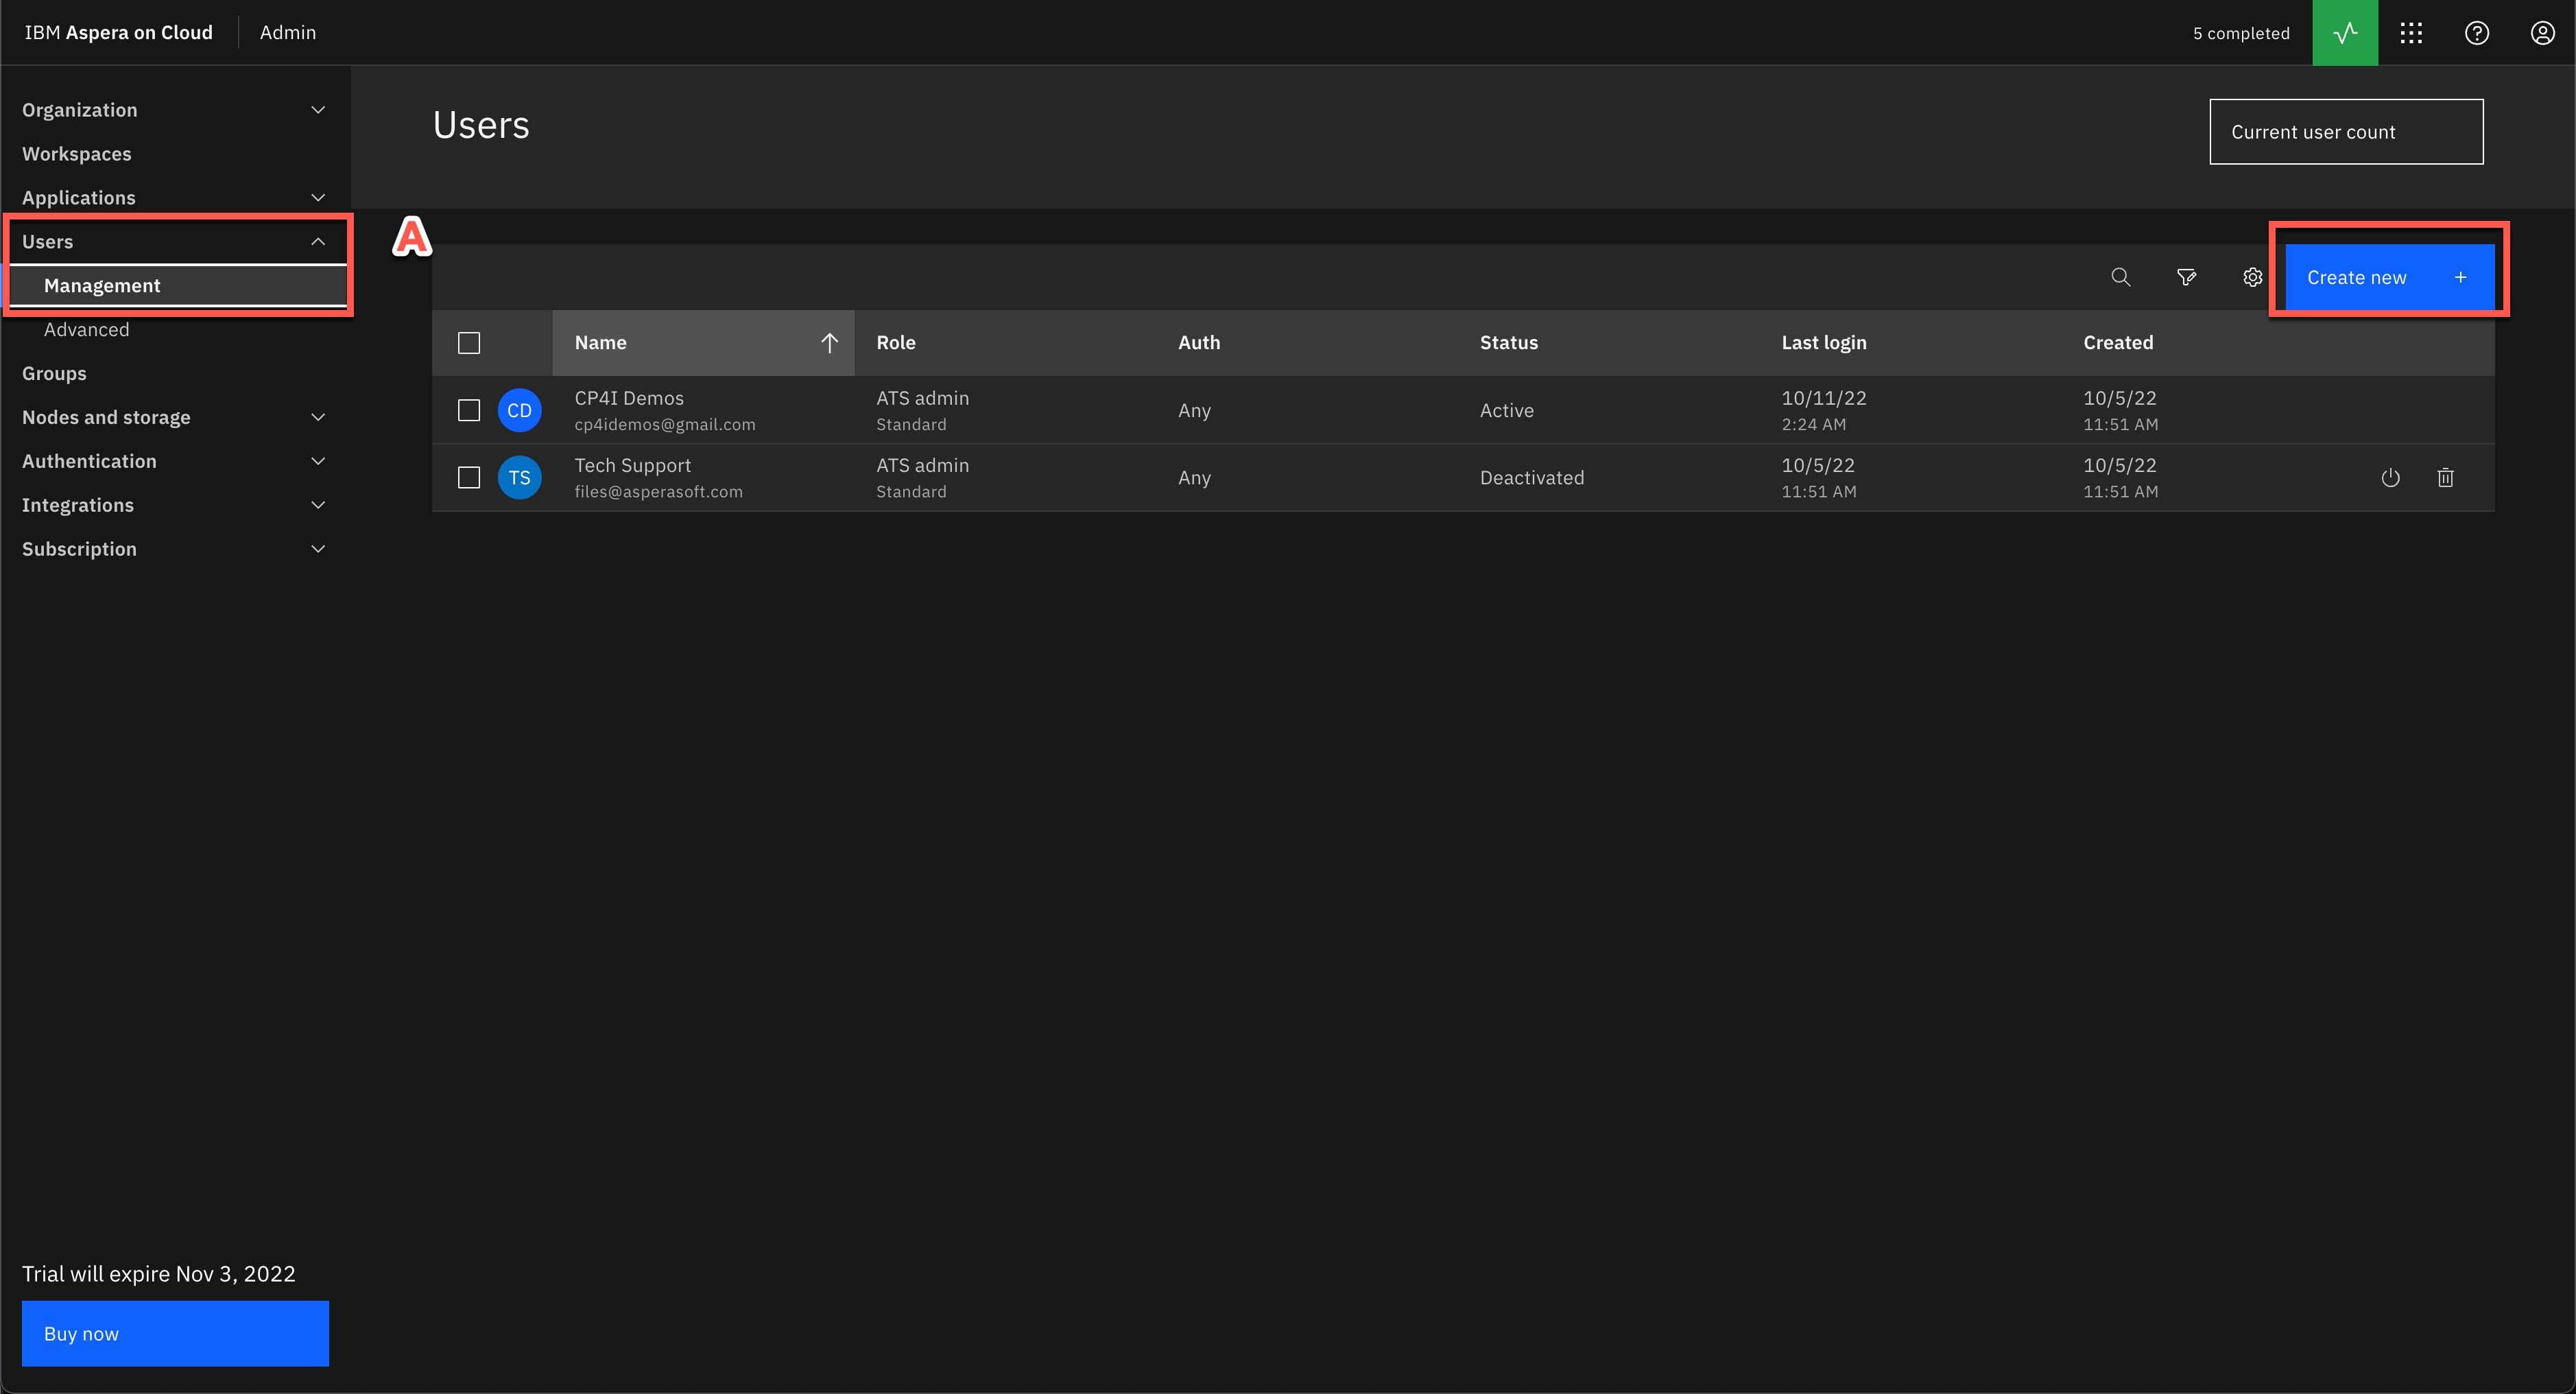 IBM Aspera on Cloud
Admin
5 completed
Organization
Workspaces
Applications
Users
Management
Advanced
Groups
Nodes and storage
Authentication
Integrations
Subscription
Trial will expire Nov 3, 2022
Buy now
Users
Current user count
A
Create new
Name Role Auth Status Last login Created
CD CP4I Demos ATS admin Any Active 10/11/22 10/5/22
cp4idemos@gmail.com Standard 2:24 AM 11:51 AM
TS Tech Support ATS admin Any Deactivated 10/5/22 10/5/22
files@asperasoft.com Standard 11:51 AM 11:51 AM